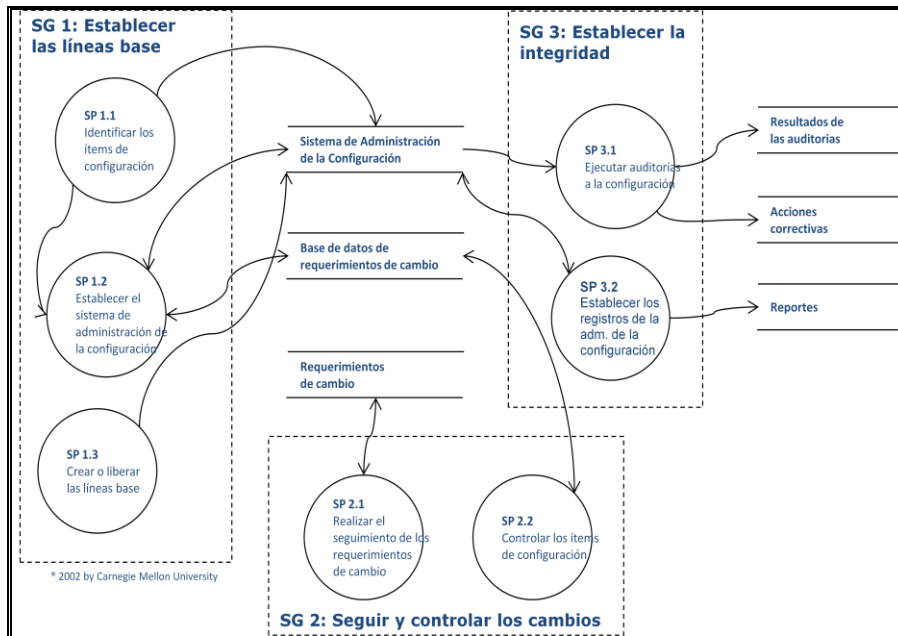 SG 1: Establecer
las líneas base
SP 1.1
Identificar los
ítems de
configuración
SP 1.2
Establecer el
sistema de
administración de
la configuración
SP 1.3
Crear o liberar
las líneas base
® 2002 by Carnegie Mellon University
Sistema de Administración
de la Configuración
Base de datos de
requerimientos de cambio
Requerimientos
de cambio
SP 2.1
Realizar el
seguimiento de los
requerimientos
de cambio
SP 2.2
Controlar los ítems
de configuración
SG 2: Seguir y controlar los cambios
SG 3: Establecer la
integridad
SP 3.1
Ejecutar auditorias
a la configuración
SP 3.2
Establecer los
registros de la
adm. de la
configuración
Resultados de
las auditorias
Acciones
correctivas
Reportes